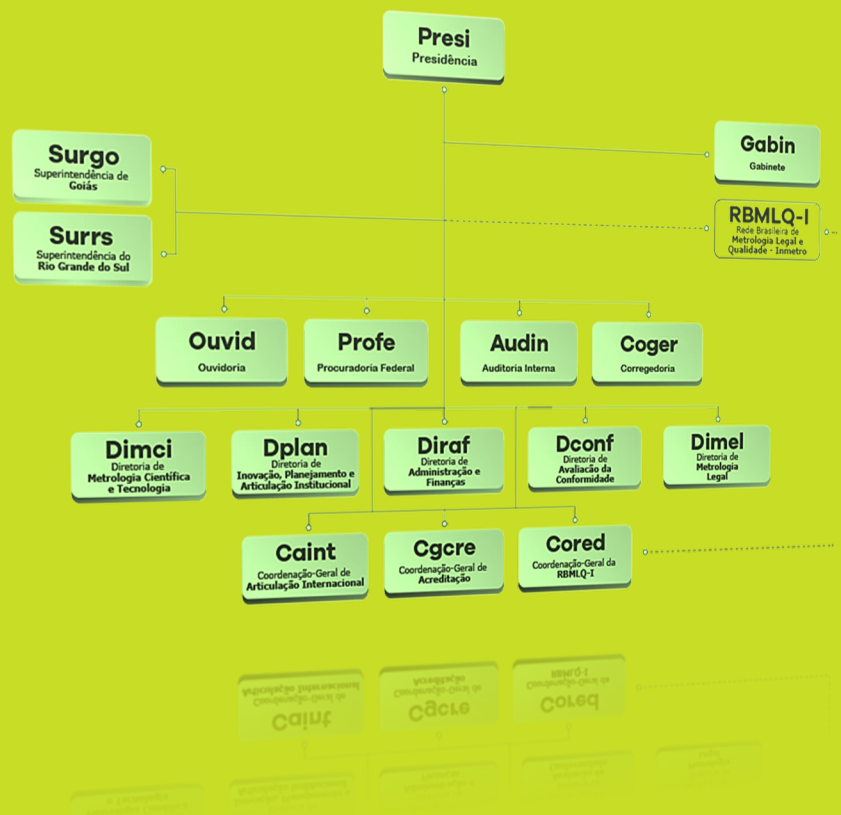 Presi
Presidência
Surgo
Superintendência de
Goiás
Gabin
Gabinete
Surrs
Superintendência do
Rio Grande do Sul
RBMLQ-I
Rede Brasileira de
Metrologia Legal e
Qualidade - Inmetro
Ouvid
Ouvidoria
Profe
Procuradoria Federal
Audin
Auditoria Interna
Coger
Corregedoria
Dimci
Diretoria de
Metrologia Científica
e Tecnologia
Dplan
Diretoria de
Inovação, Planejamento e
Articulação Institucional
Diraf
Diretoria de
Administração e
Finanças
Dconf
Diretoria de
Avaliacão da
Conformidade
Dimel
Diretoria de
Metrologia
Legal
Caint
Coordenação-Geral de
Articulação Internacional
Cgcre
Coordenação-Geral de
Acreditação
Cored
Coordenação-Geral da
RBMLQ-I